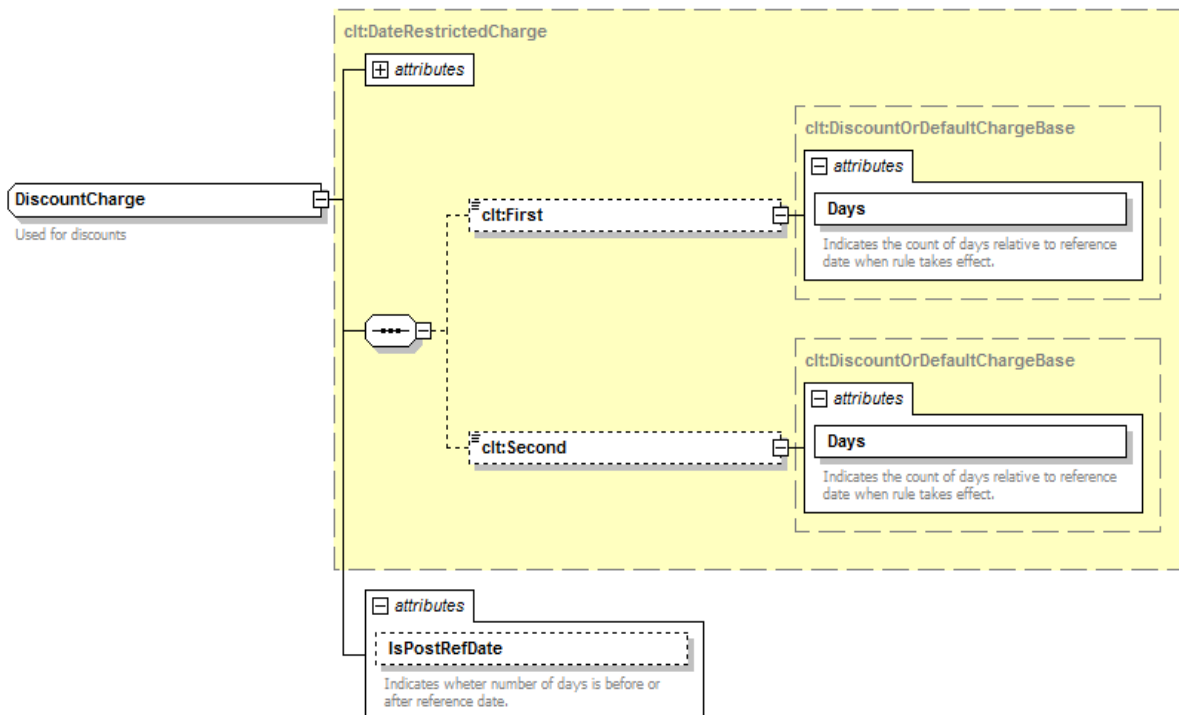 clt:DateRestrictedCharge
attributes
clt:DiscountOrDefaultChargeBase
attributes
DiscountCharge
clt:First
Days
Used for discounts
Indicates the count of days relative to reference
date when rule takes effect.
clt:DiscountOrDefaultChargeBase
attributes
clt:Second
Days
Indicates the count of days relative to reference
date when rule takes effect.
attributes
IsPostRefDate
Indicates wheter number of days is before or
after reference date.